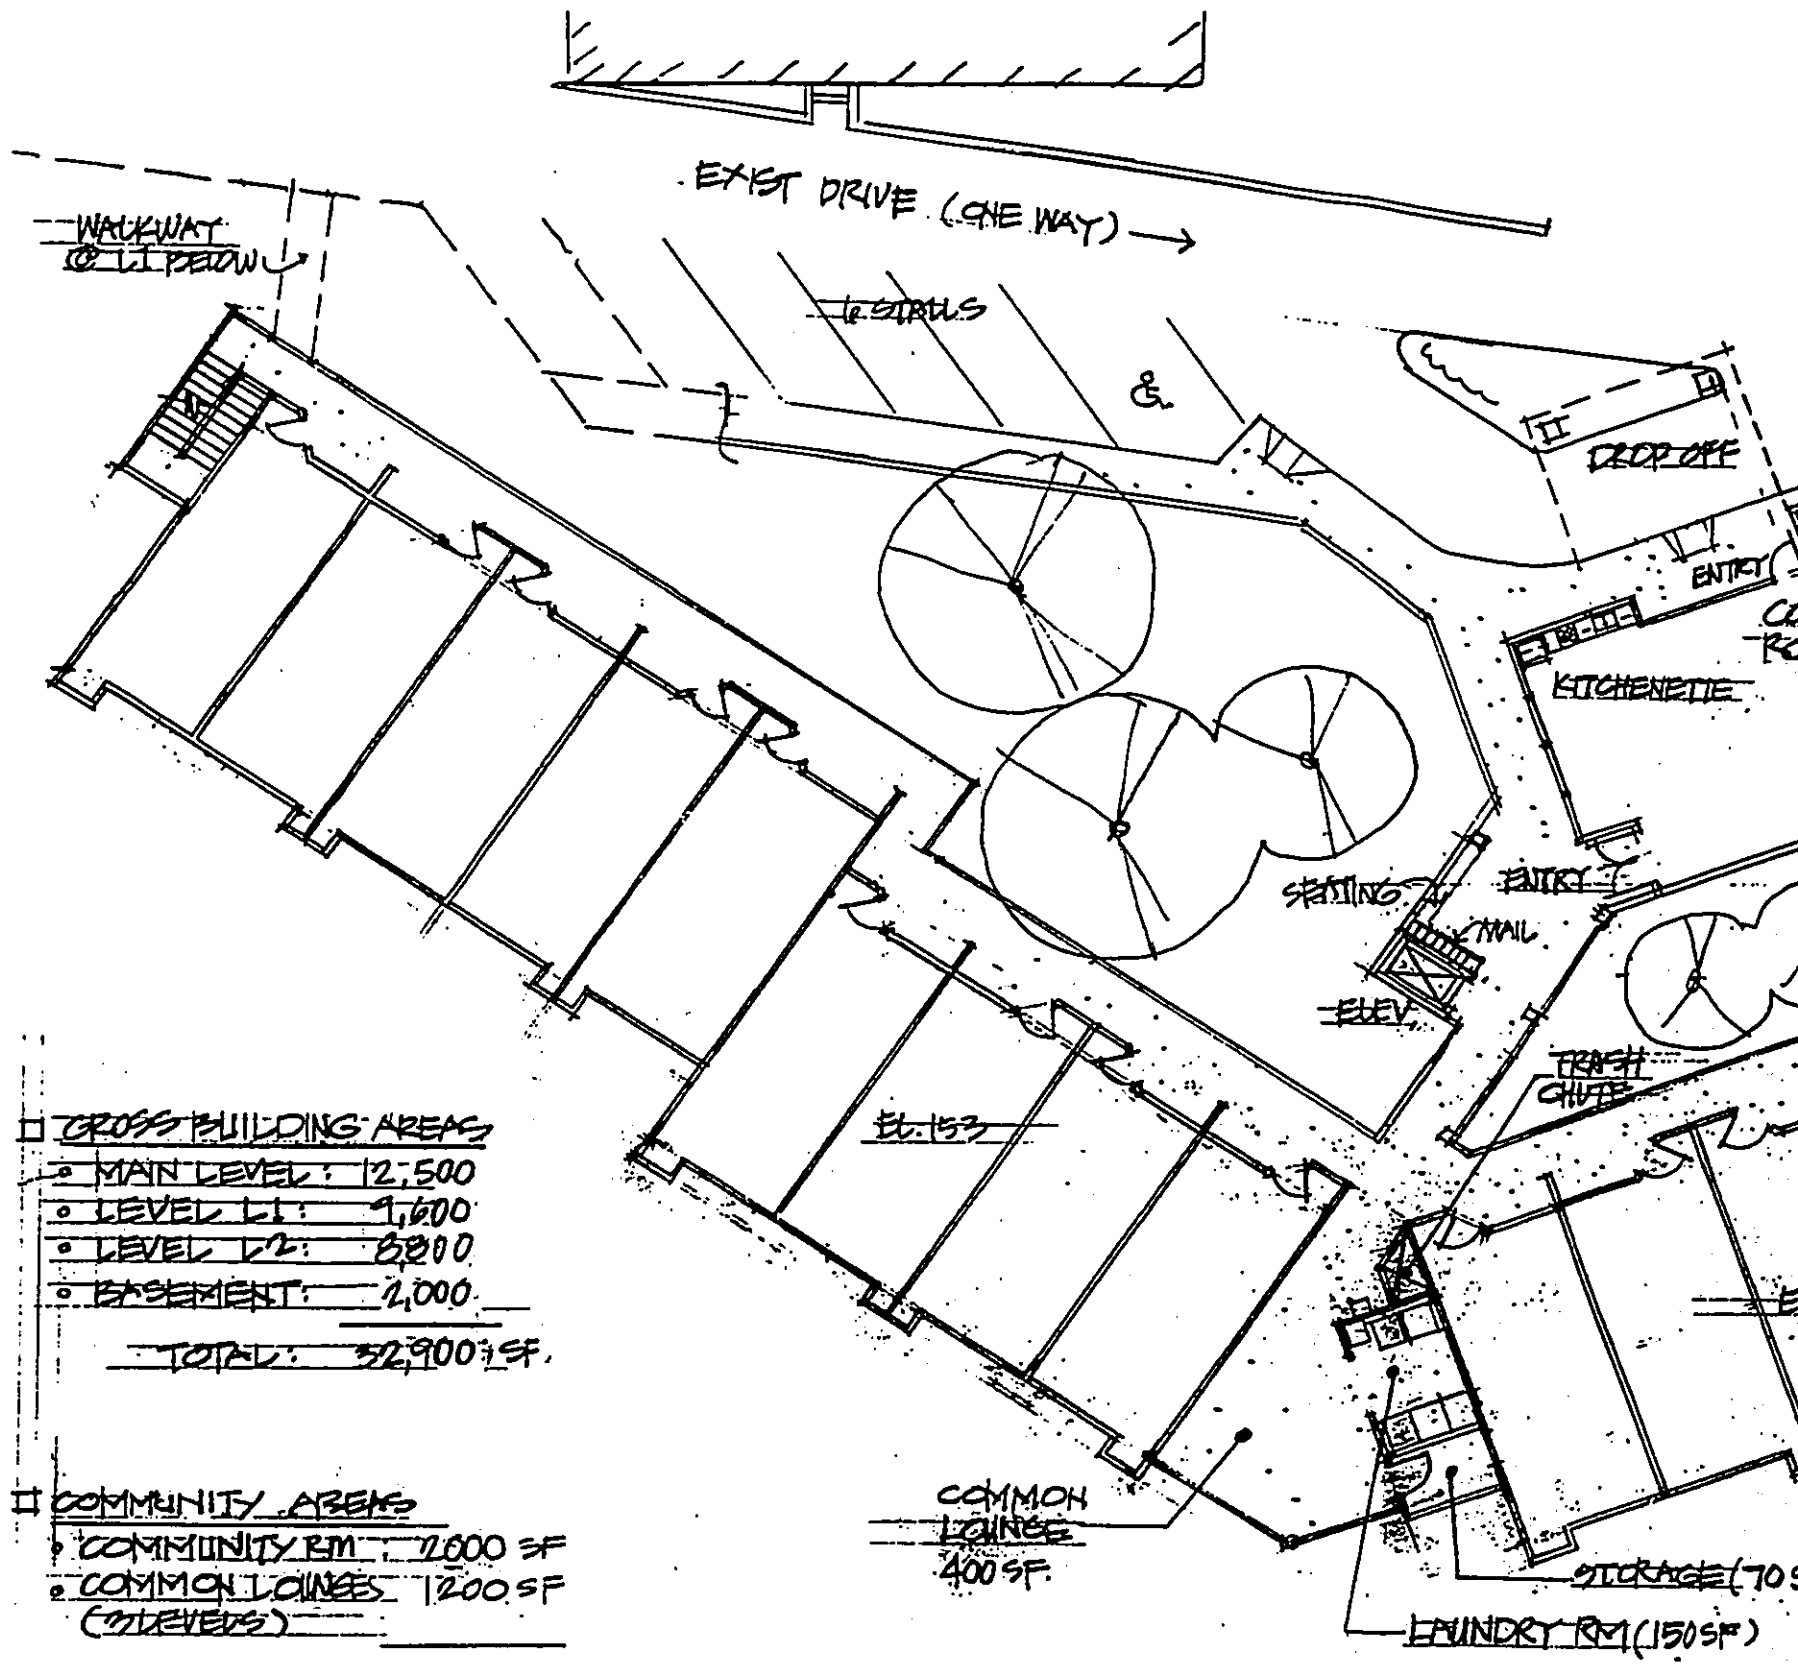 EXIST DRIVE (ONE WAY)
WALKWAY
@ L1 BELOW
6 STALLS
DROP OFF
ENTRY
KITCHENETTE
SEATING
ENTRY
MAIL
ELEV
TRASH
CHUTE
EL. 153
GROSS BUILDING AREAS
MAIN LEVEL: 12,500
LEVEL L1: 9,600
LEVEL L2: 8,800
BASEMENT: 2,000
TOTAL: 32,900 SF.
COMMUNITY AREAS
COMMUNITY RM: 2000 SF
COMMON LOUNGES 1200 SF
(3 LEVELS)
COMMON
LOUNGE
400 SF.
STORAGE (70 S
LAUNDRY RM (150 SF)